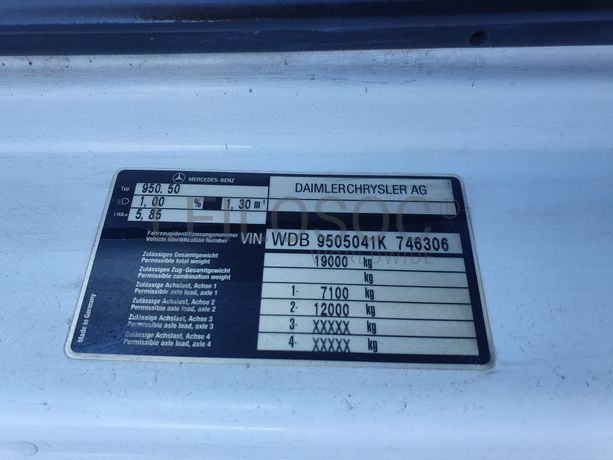 MERCEDES-BENZ
Typ 950.50 DAIMLERCHRYSLER AG
1,00 % 1,30 m⁻¹
i HA= 5,85
LEILOSOC®
WORLDWIDE
Fahrzeugidentifizierungsnummer
Vehicle Identification Number VIN WDB 9505041K 746306
Zulässiges Gesamtgewicht
Permissible total weight 19000 kg
Zulässiges Zug-Gesamtgewicht
Permissible combination weight kg
Zulässige Achslast, Achse 1
Permissible axle load, axle 1 1- 7100 kg
Zulässige Achslast, Achse 2
Permissible axle load, axle 2 2- 12000 kg
Zulässige Achslast, Achse 3
Permissible axle load, axle 3 3- XXXXX kg
Zulässige Achslast, Achse 4
Permissible axle load, axle 4 4- XXXXX kg
Made in Germany